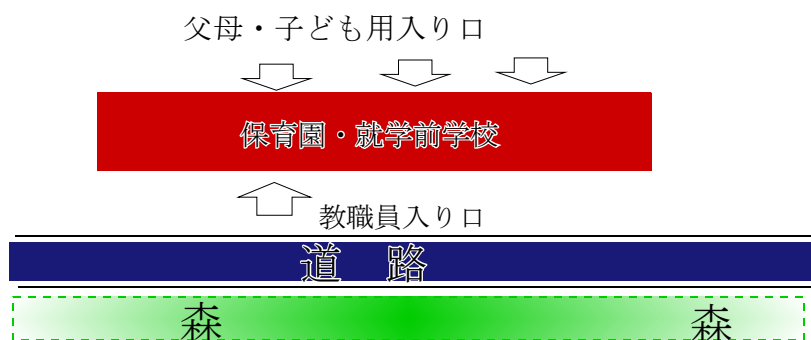 父母・子ども用入り口
保育園・就学前学校
教職員入り口
道 路
森 森